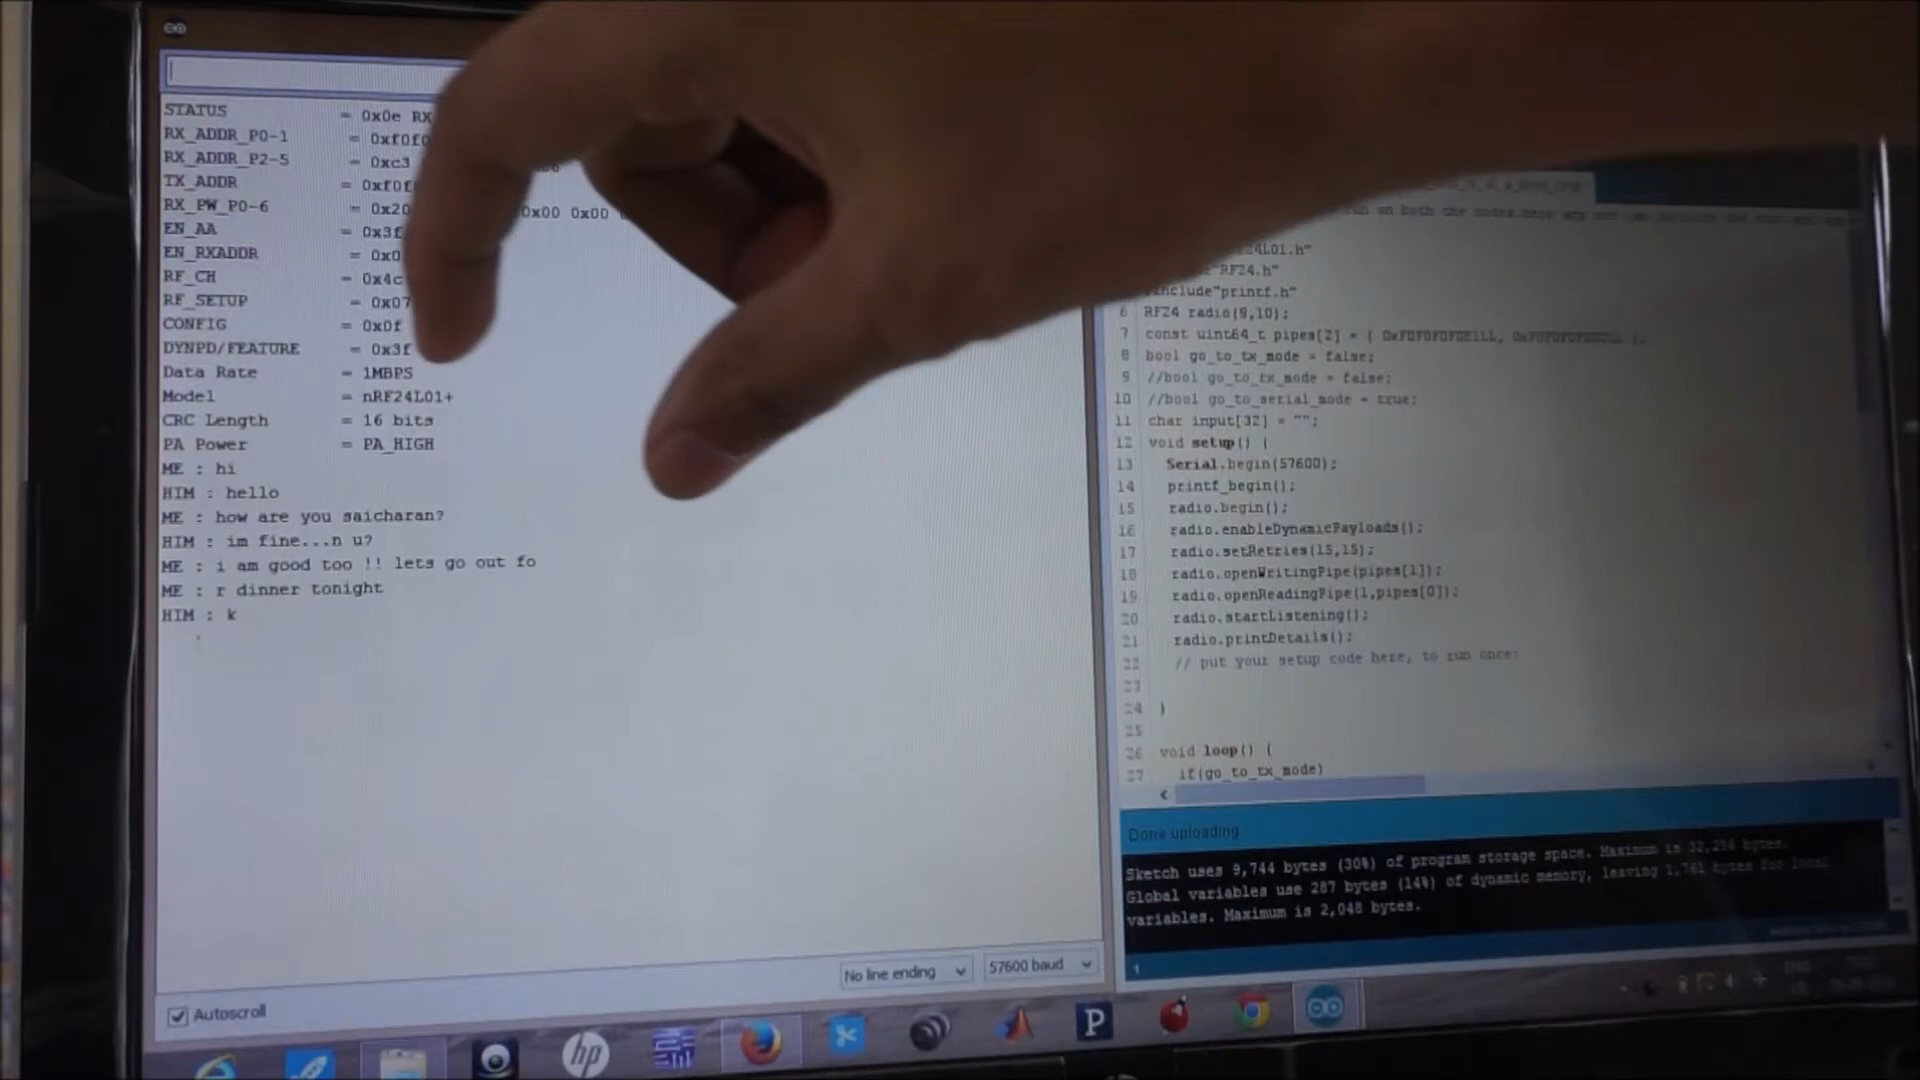 STATUS = 0x0e RX
RX_ADDR_P0-1 = 0xf0f0
RX_ADDR_P2-5 = 0xc3
TX_ADDR = 0xf0f
RX_PW_P0-6 = 0x20 0x00 0x00
EN_AA = 0x3f
EN_RXADDR = 0x0
RF_CH = 0x4c
RF_SETUP = 0x07
CONFIG = 0x0f
DYNPD/FEATURE = 0x3f
Data Rate = 1MBPS
Model = nRF24L01+
CRC Length = 16 bits
PA Power = PA_HIGH
ME : hi
HIM : hello
ME : how are you saicharan?
HIM : im fine...n u?
ME : i am good too !! lets go out fo
ME : r dinner tonight
HIM : k
No line ending
57600 baud
Autoscroll
24L01.h"
"RF24.h"
include"printf.h"
6 RF24 radio(9,10);
7 const uint64_t pipes[2] = {
8 bool go_to_tx_mode = false;
9 //bool go_to_tx_mode = false;
10 //bool go_to_serial_mode = true;
11 char input[32] = "";
12 void setup() {
13 Serial.begin(57600);
14 printf_begin();
15 radio.begin();
16 radio.enableDynamicPayloads();
17 radio.setRetries(15,15);
18 radio.openWritingPipe(pipes[1]);
19 radio.openReadingPipe(1,pipes[0]);
20 radio.startListening();
21 radio.printDetails();
22 // put your setup code here, to run once:
23
24 }
25
26 void loop() {
27 if(go_to_tx_mode)
Done uploading
Sketch uses 9,744 bytes (30%) of program storage space. Maximum is 32,256 bytes.
Global variables use 287 bytes (14%) of dynamic memory, leaving 1,761 bytes for local
variables. Maximum is 2,048 bytes.
1
hp
P